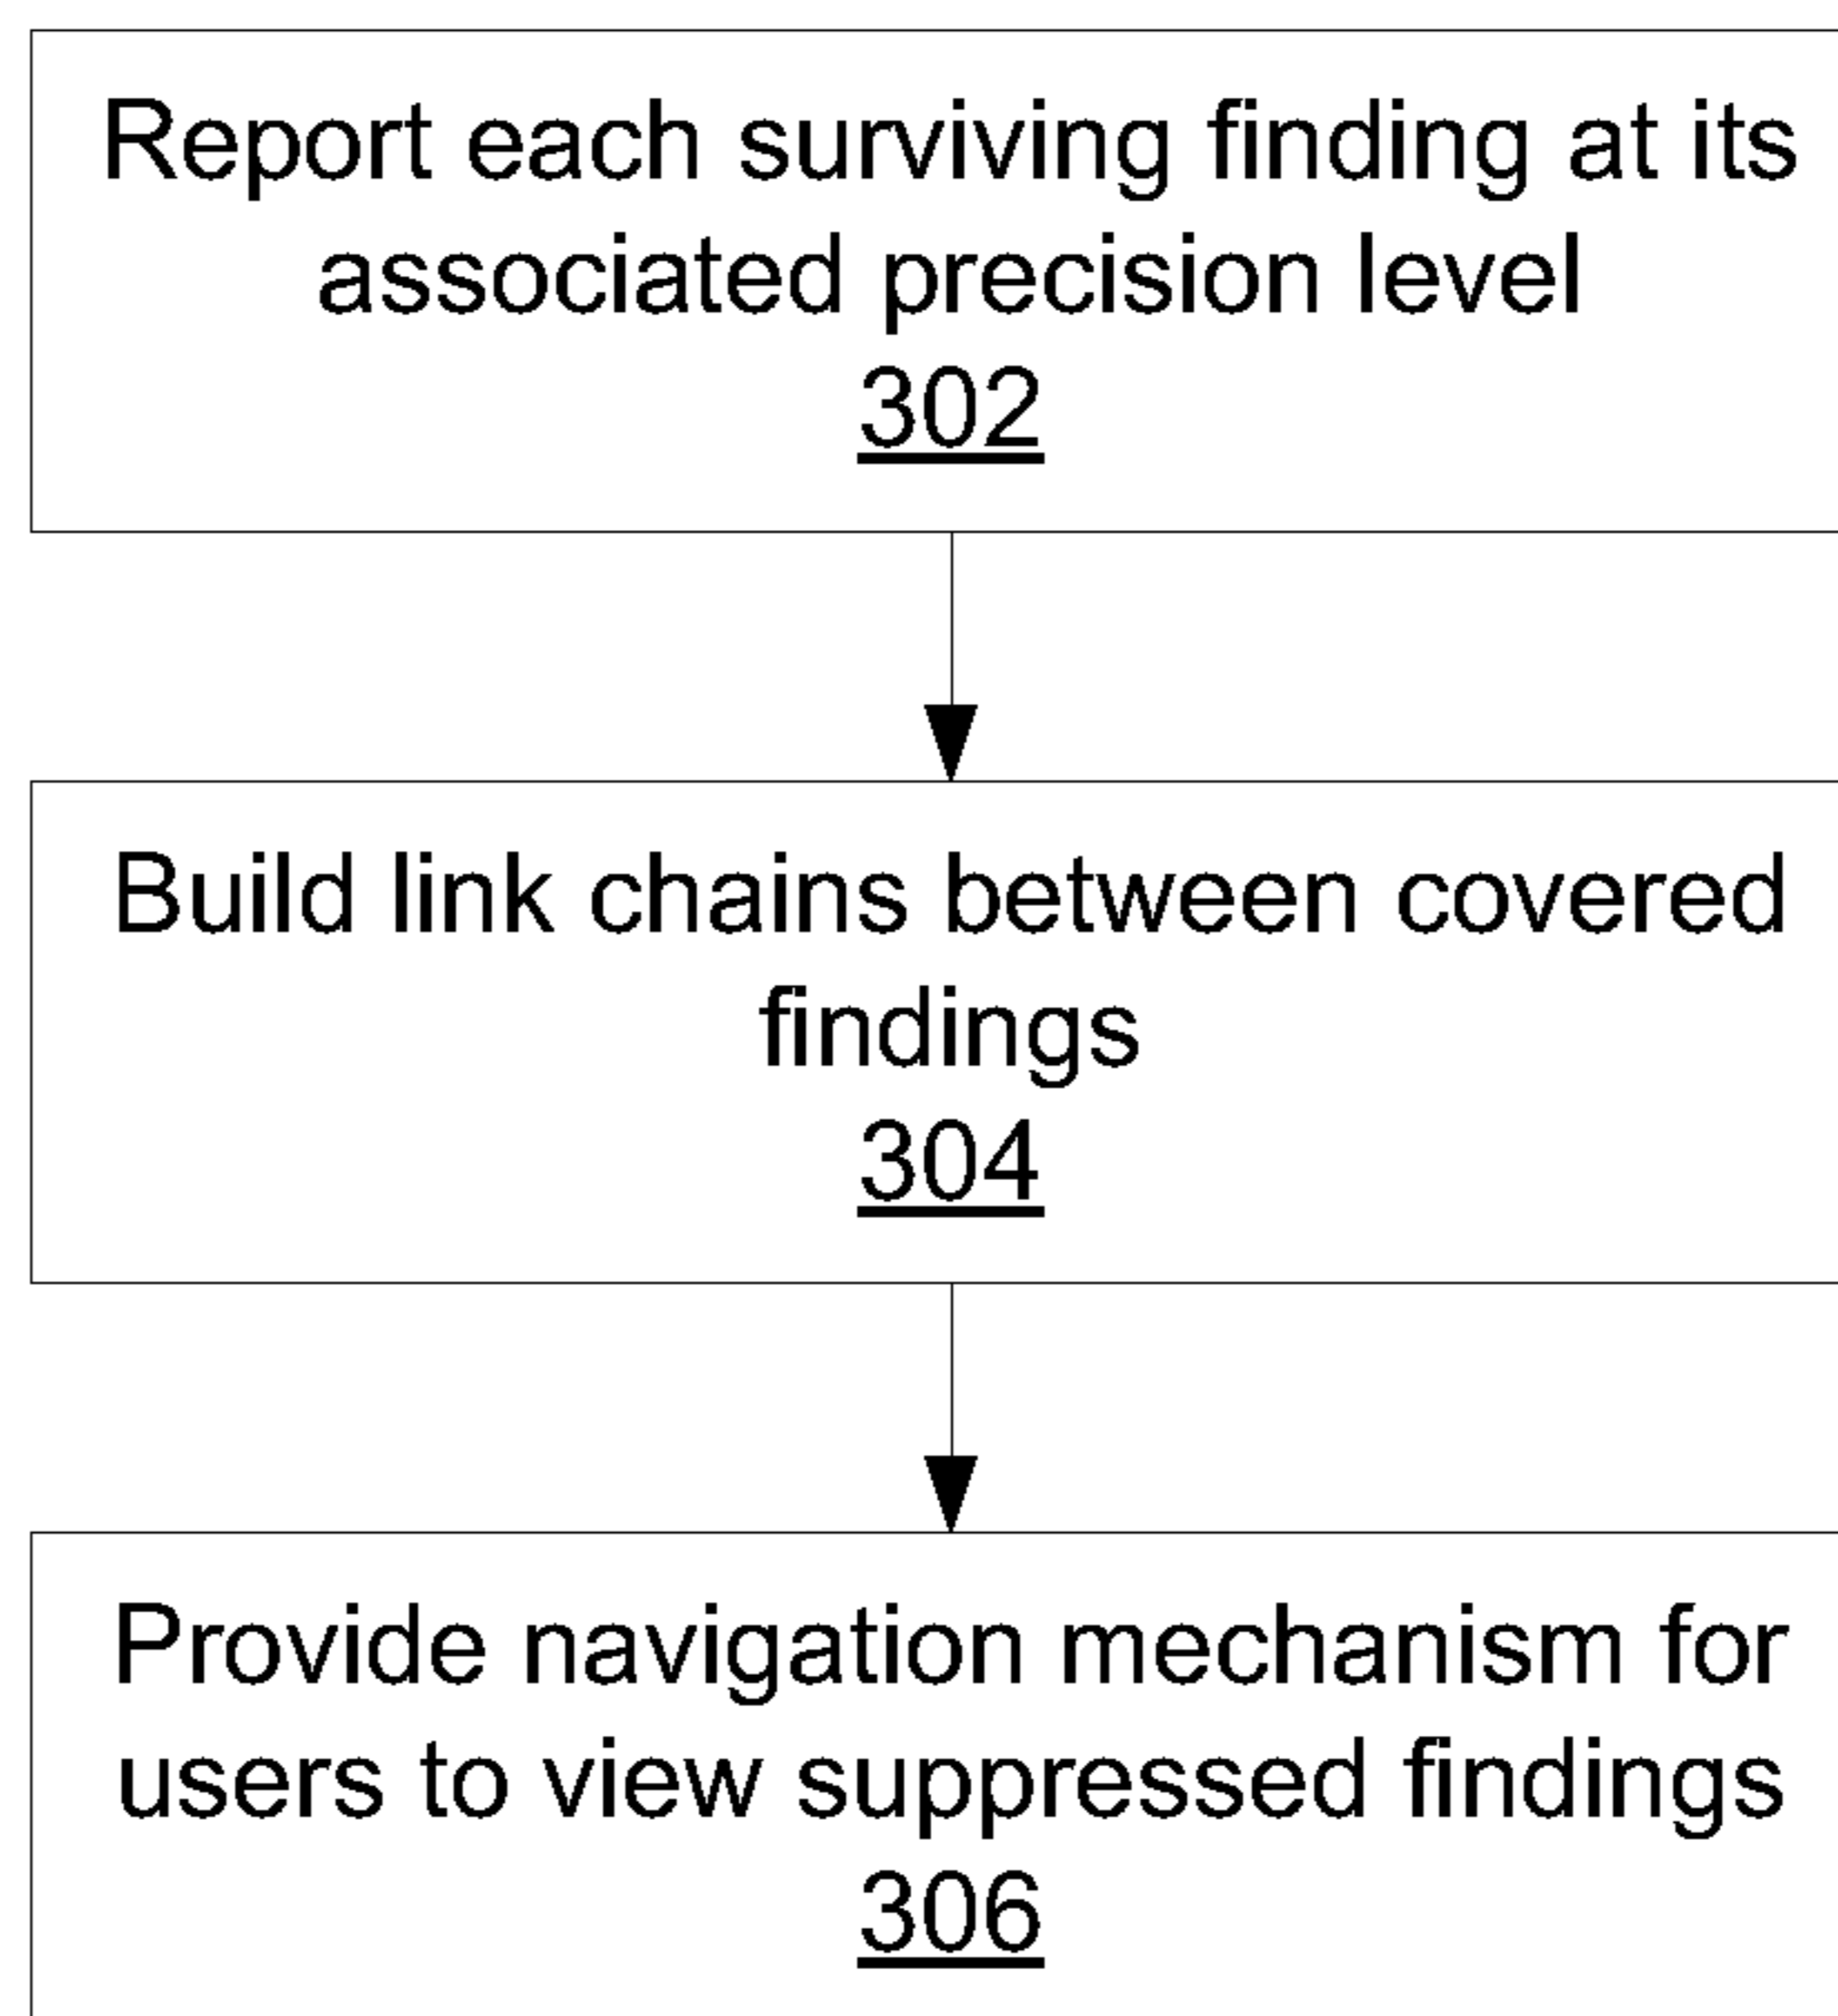 Report each surviving finding at its
associated precision level
302
Build link chains between covered
findings
304
Provide navigation mechanism for
users to view suppressed findings
306